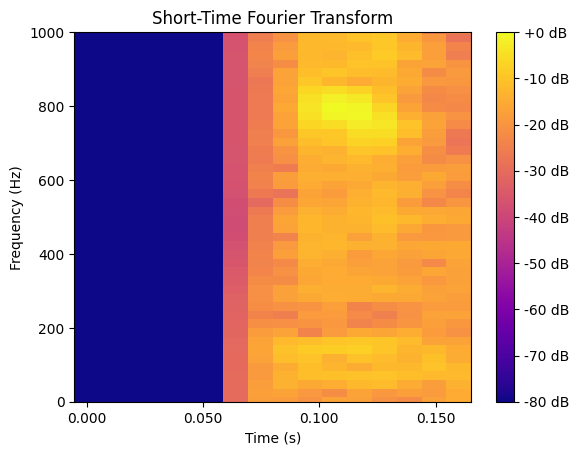 Short-Time Fourier Transform
1000
800
600
400
200
0
Frequency (Hz)
0.000
0.050
0.100
0.150
Time (s)
+0 dB
-10 dB
-20 dB
-30 dB
-40 dB
-50 dB
-60 dB
-70 dB
-80 dB